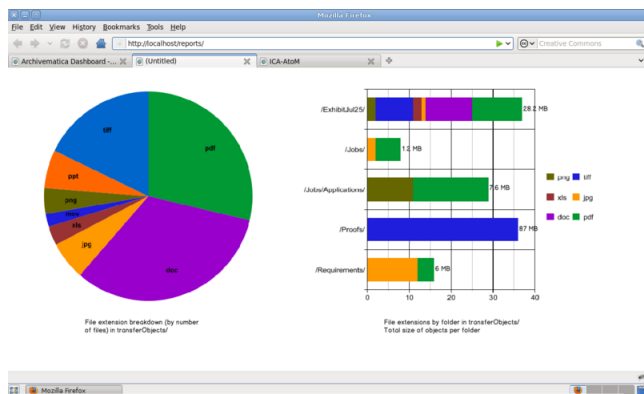 Mozilla Firefox
File Edit View History Bookmarks Tools Help
http://localhost/reports/
Creative Commons
Archivematica Dashboard -...
(Untitled)
ICA-AtoM
tiff
pdf
ppt
png
xls
jpg
doc
/ExhibitJul25/
28.2 MB
/Jobs/
1.2 MB
/Jobs/Applications/
7.6 MB
/Proofs/
87 MB
/Requirements/
6 MB
0 10 20 30 40
png tiff
xls jpg
doc pdf
File extension breakdown (by number
of files) in transferObjects/
File extensions by folder in transferObjects/
Total size of objects per folder
Mozilla Firefox